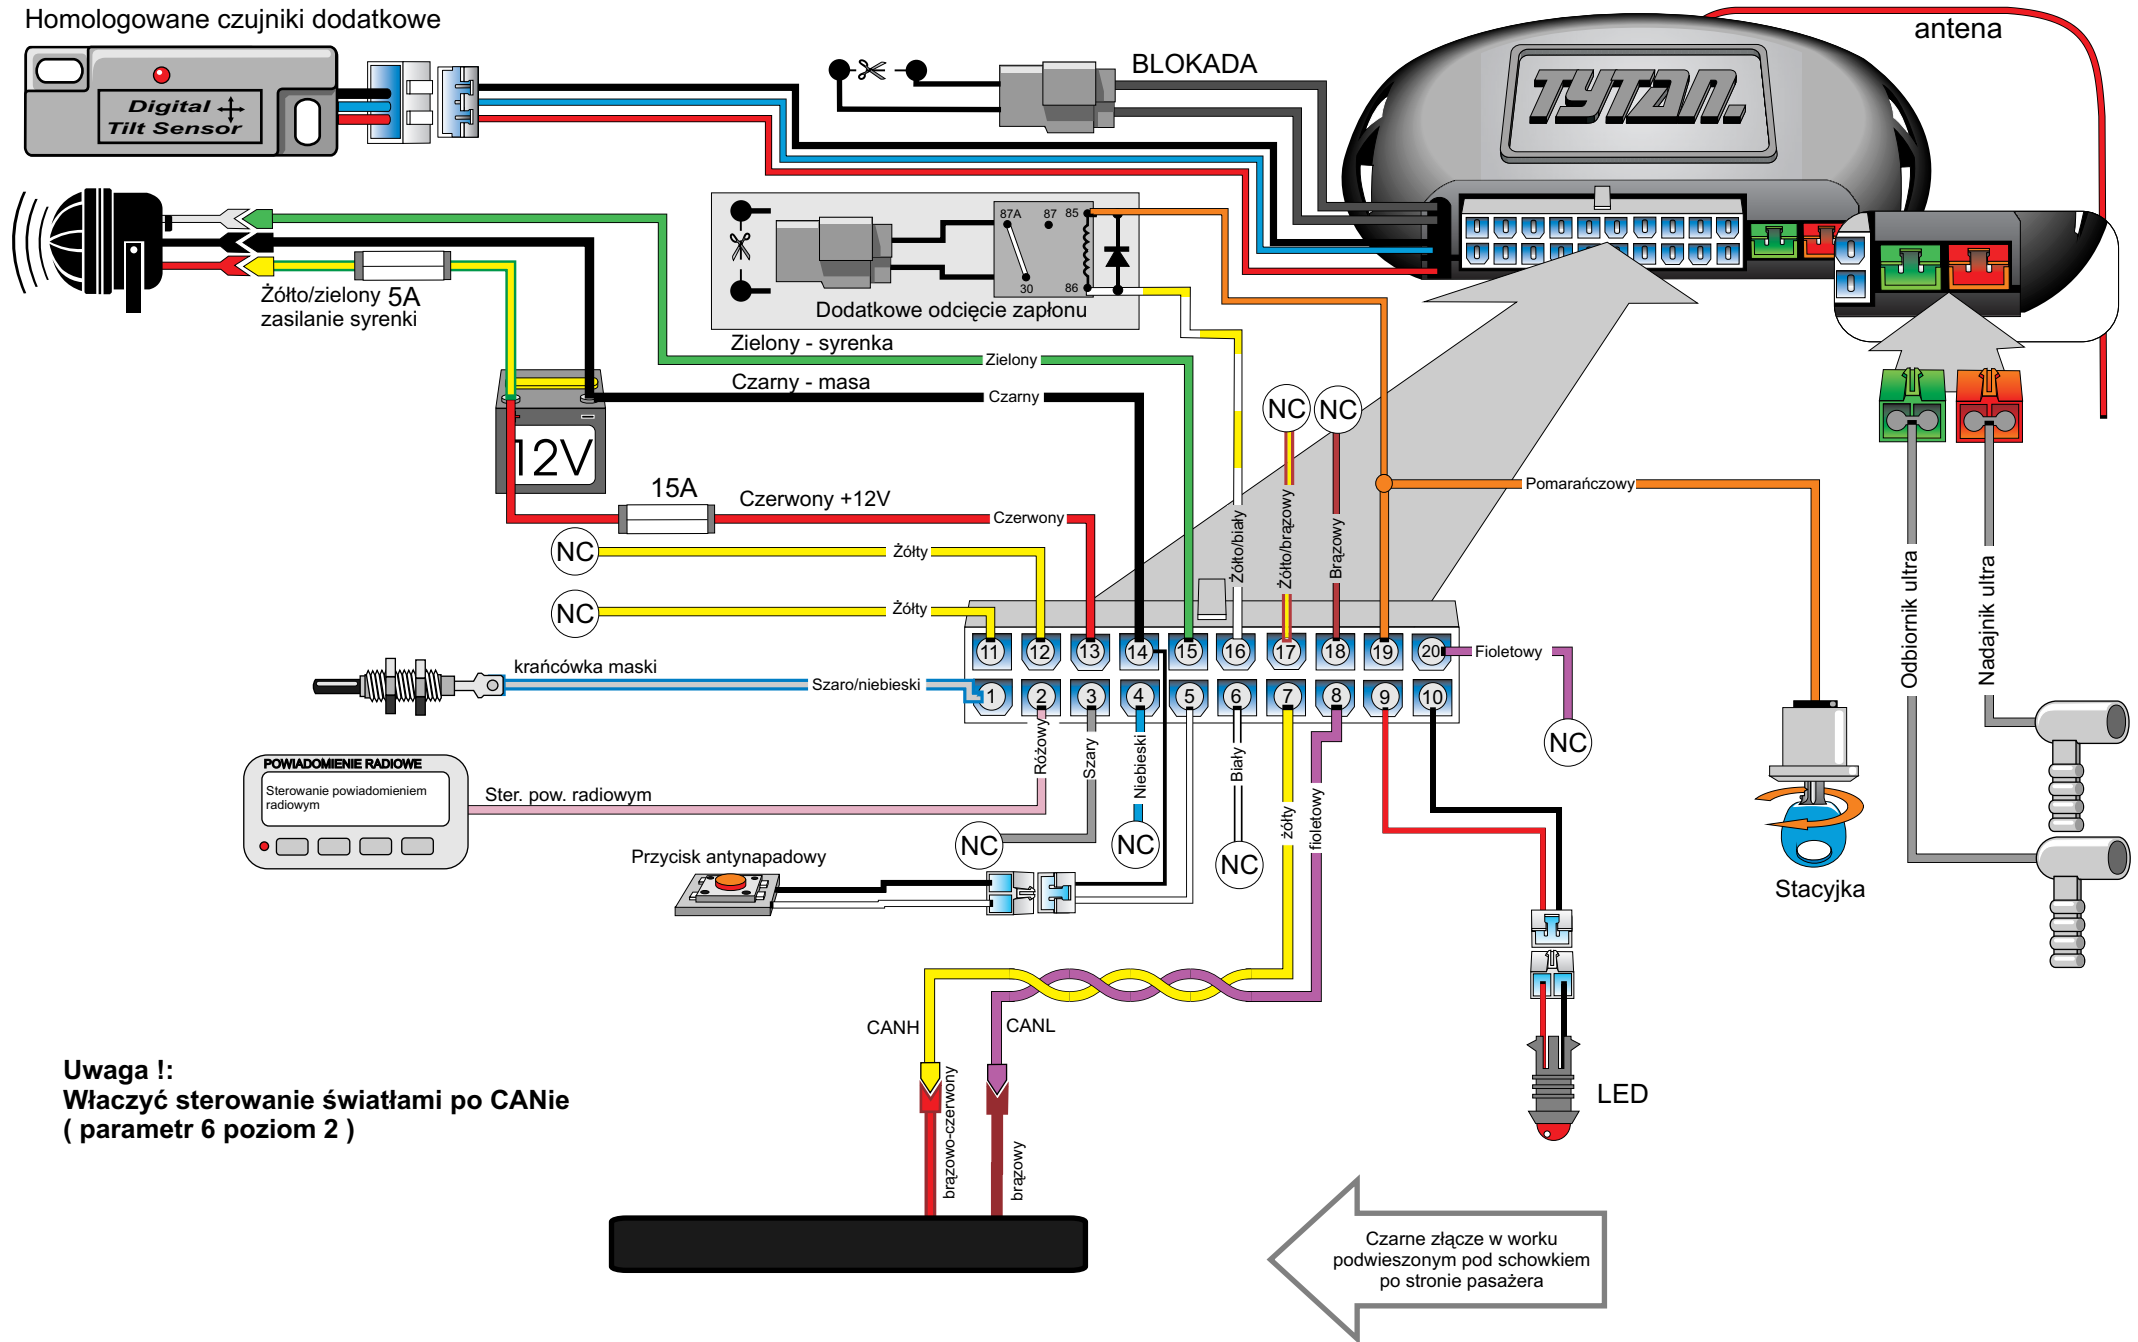 Homologowane czujniki dodatkowe
antena
BLOKADA
TYTAN.
Digital
Tilt Sensor
87A
87
85
30
86
Dodatkowe odcięcie zapłonu
Żółto/zielony 5A
zasilanie syrenki
Zielony - syrenka
Zielony
Czarny - masa
Czarny
12V
15A
Czerwony +12V
Czerwony
NC
NC
Pomarańczowy
NC
Żółty
NC
Żółty
Żółto/biały
Żółto/brązowy
Brązowy
Odbiornik ultra
Nadajnik ultra
11
12
13
14
15
16
17
18
19
20
Fioletowy
NC
krańcówka maski
Szaro/niebieski
1
2
3
4
5
6
7
8
9
10
Różowy
Szary
Niebieski
Biały
żółty
fioletowy
POWIADOMIENIE RADIOWE
Sterowanie powiadomieniem
radiowym
Ster. pow. radiowym
NC
NC
NC
Przycisk antynapadowy
Stacyjka
CANH
CANL
brązowo-czerwony
brązowy
LED
Uwaga !:
Właczyć sterowanie światłami po CANie
( parametr 6 poziom 2 )
Czarne złącze w worku
podwieszonym pod schowkiem
po stronie pasażera